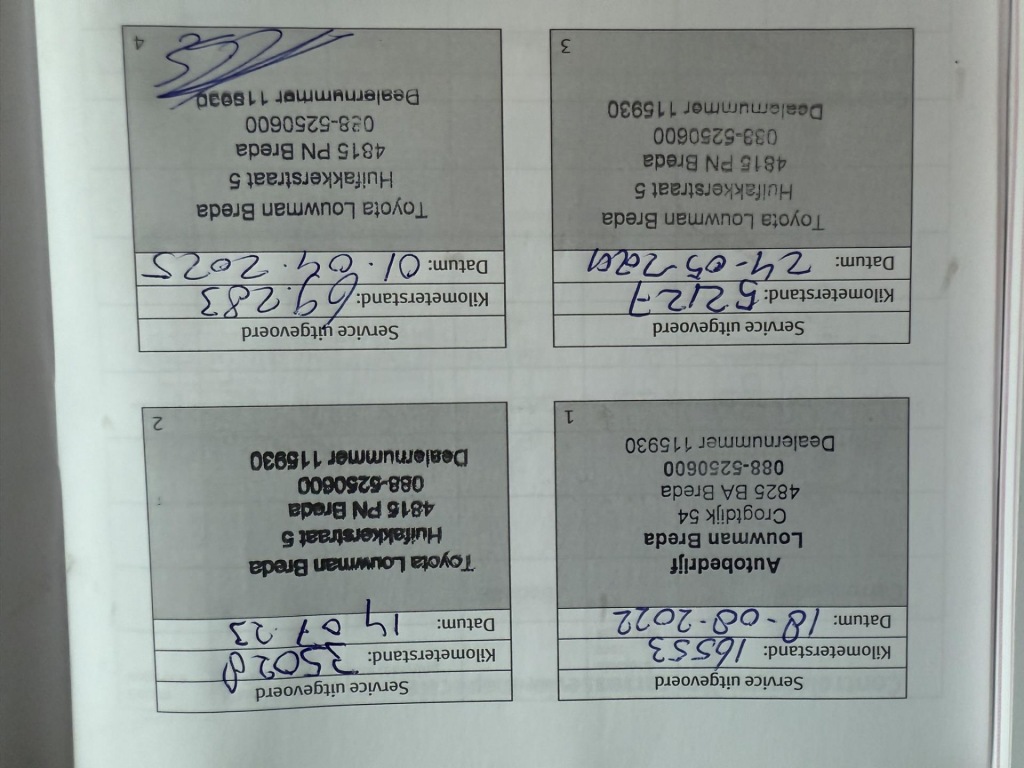 Service uitgevoerd
Kilometerstand: 16553
Datum: 18-08-2022
Autobedrijf
Louwman Breda
Crogtdijk 54
4825 BA Breda
088-5250600
Dealernummer 115930
1
Service uitgevoerd
Kilometerstand: 35028
Datum: 14 07 23
Toyota Louwman Breda
Huifakkerstraat 5
4815 PN Breda
088-5250600
Dealernummer 115930
2
Service uitgevoerd
Kilometerstand: 52127
Datum: 24-05-2024
Toyota Louwman Breda
Huifakkerstraat 5
4815 PN Breda
088-5250600
Dealernummer 115930
3
Service uitgevoerd
Kilometerstand: 69.283
Datum: 01.04.2025
Toyota Louwman Breda
Huifakkerstraat 5
4815 PN Breda
088-5250600
Dealernummer 115930
4